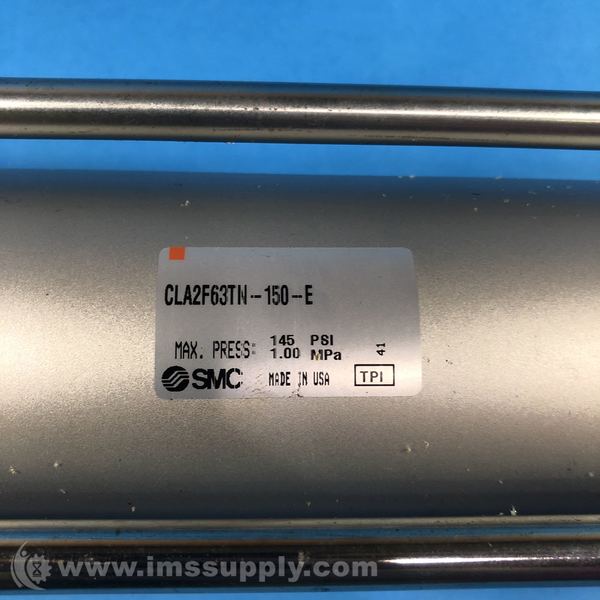 CLA2F63TN-150-E
MAX. PRESS: 145 PSI
1.00 MPa
41
SMC MADE IN USA TPI
www.imssupply.com